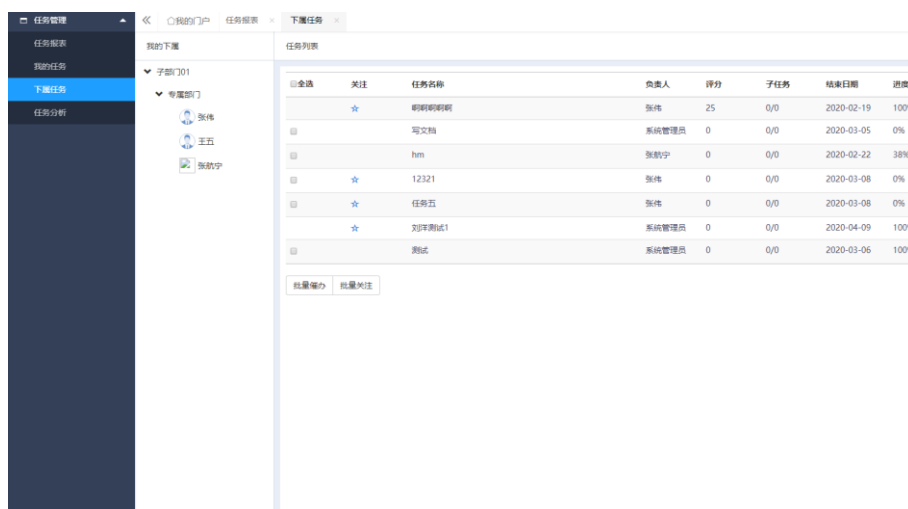 任务管理
任务报表
我的任务
下属任务
任务分析
我的门户 任务报表 × 下属任务 ×
我的下属
子部门01
专属部门
张伟
王五
张航宁
任务列表
全选 关注 任务名称 负责人 评分 子任务 结束日期 进度
啊啊啊啊啊 张伟 25 0/0 2020-02-19 100%
写文档 系统管理员 0 0/0 2020-03-05 0%
hm 张航宁 0 0/0 2020-02-22 38%
12321 张伟 0 0/0 2020-03-08 0%
任务五 张伟 0 0/0 2020-03-08 0%
刘洋测试1 系统管理员 0 0/0 2020-04-09 100
测试 系统管理员 0 0/0 2020-03-06 100
批量催办 批量关注